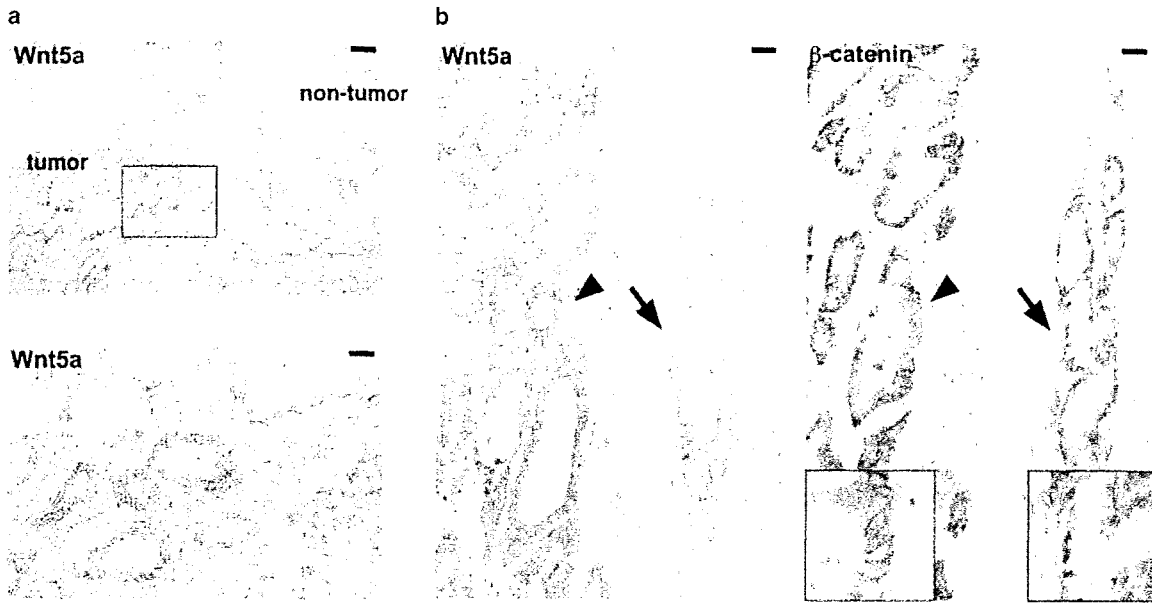 a
b
Wnt5a
non-tumor
tumor
Wnt5a
Wnt5a
β-catenin